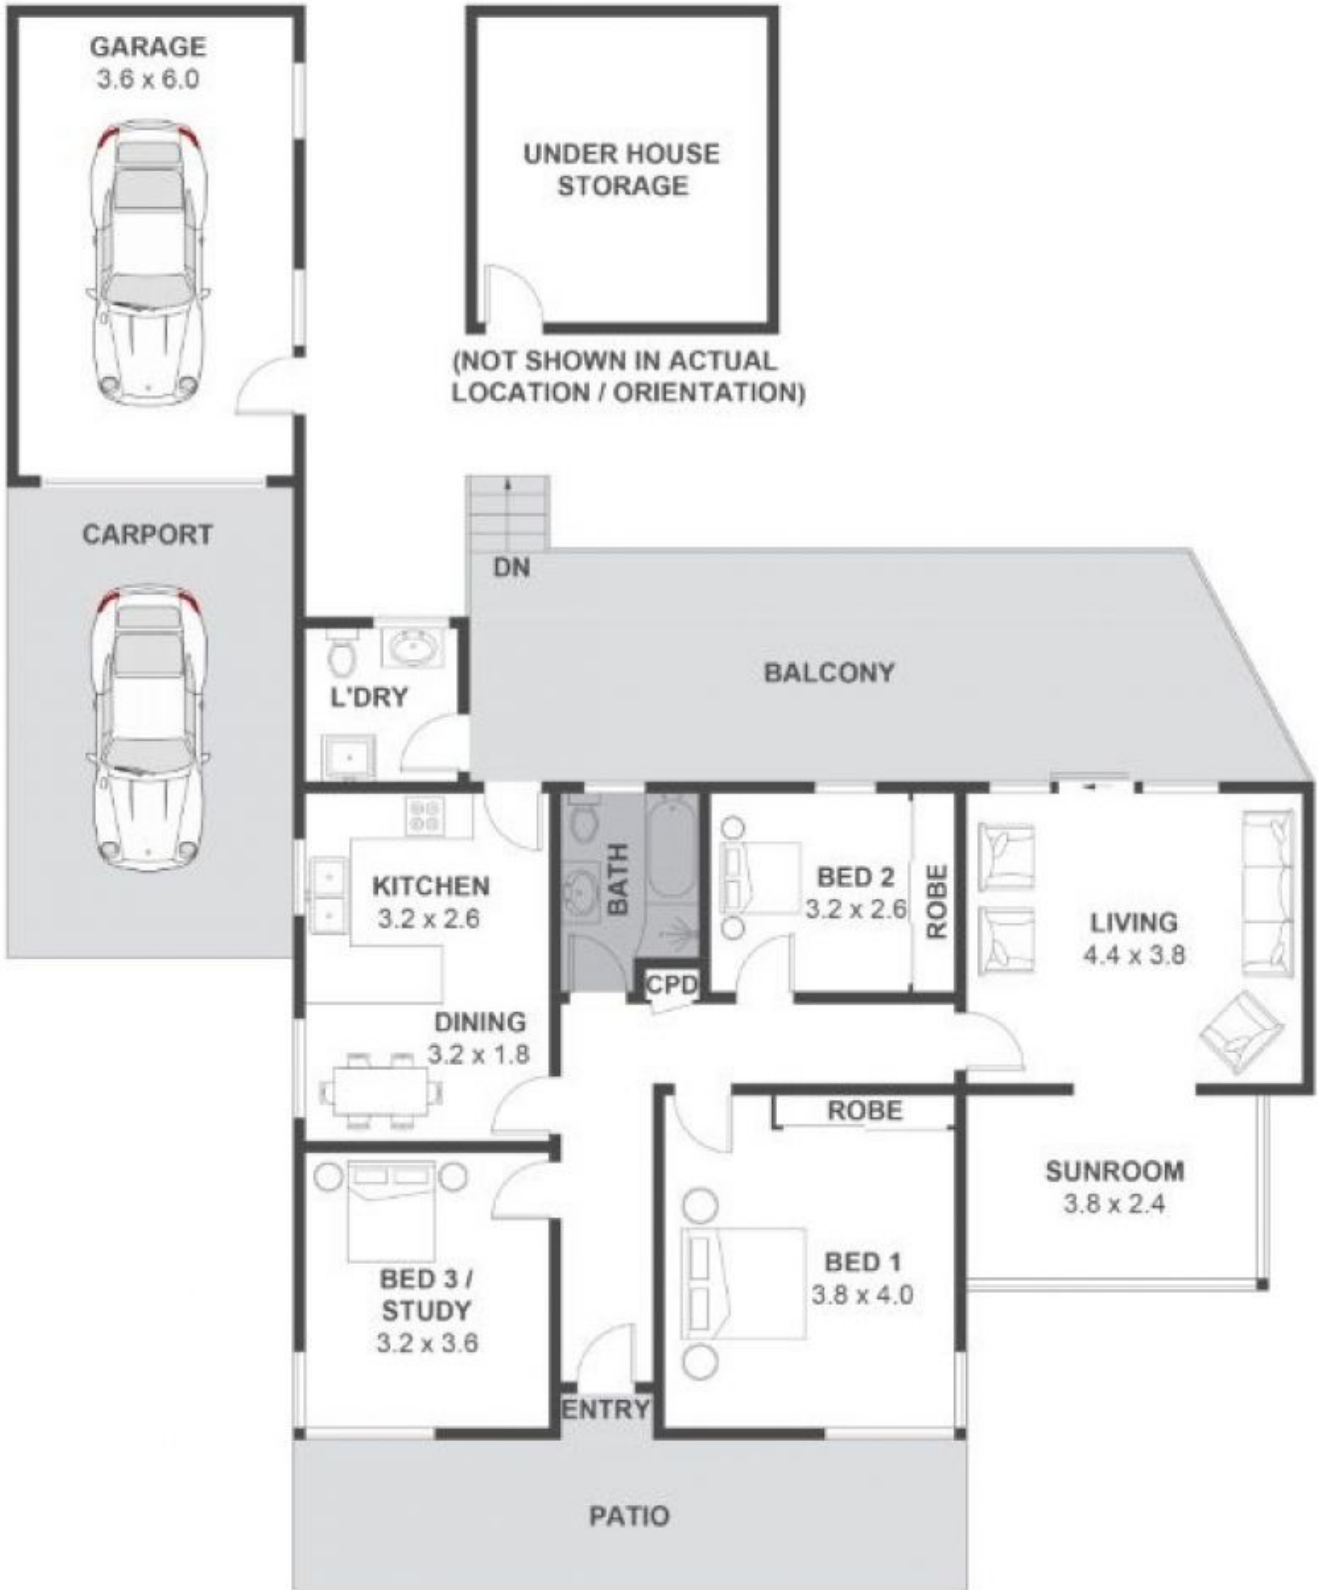 GARAGE
3.6 x 6.0
UNDER HOUSE
STORAGE
(NOT SHOWN IN ACTUAL
LOCATION / ORIENTATION)
CARPORT
DN
BALCONY
L'DRY
KITCHEN
3.2 x 2.6
BATH
BED 2
3.2 x 2.6
ROBE
LIVING
4.4 x 3.8
CPD
DINING
3.2 x 1.8
ROBE
SUNROOM
3.8 x 2.4
BED 1
3.8 x 4.0
BED 3 /
STUDY
3.2 x 3.6
ENTRY
PATIO